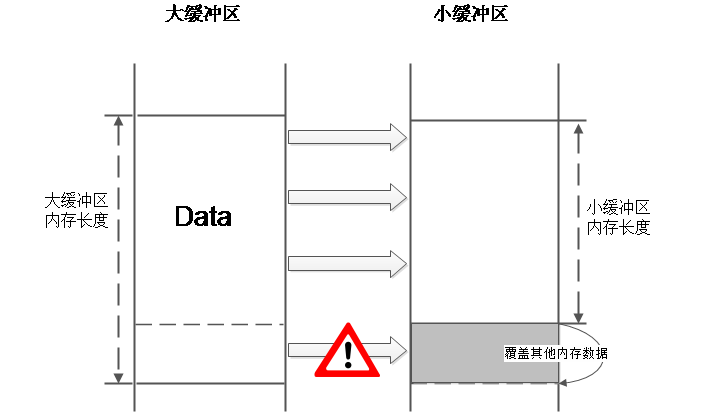 大缓冲区
小缓冲区
大缓冲区
内存长度
Data
小缓冲区
内存长度
覆盖其他内存数据